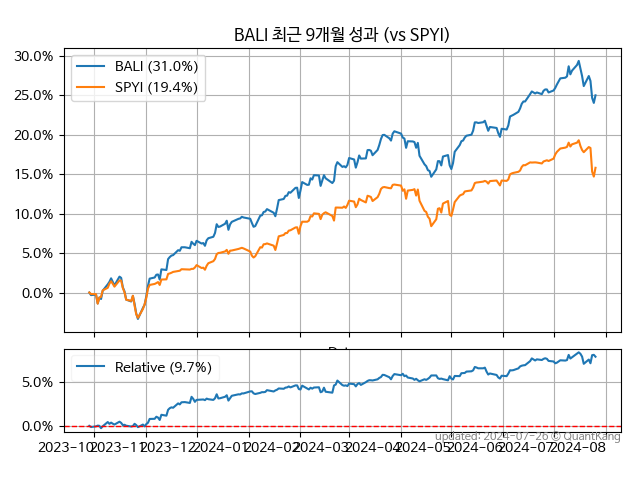 BALI 최근 9개월 성과 (vs SPYI)
30.0%
25.0%
20.0%
15.0%
10.0%
5.0%
0.0%
BALI (31.0%)
SPYI (19.4%)
5.0%
0.0%
Relative (9.7%)
updated: 2024-07-26 © QuantKang
2023-10 2023-11 2023-12 2024-01 2024-02 2024-03 2024-04 2024-05 2024-06 2024-07 2024-08